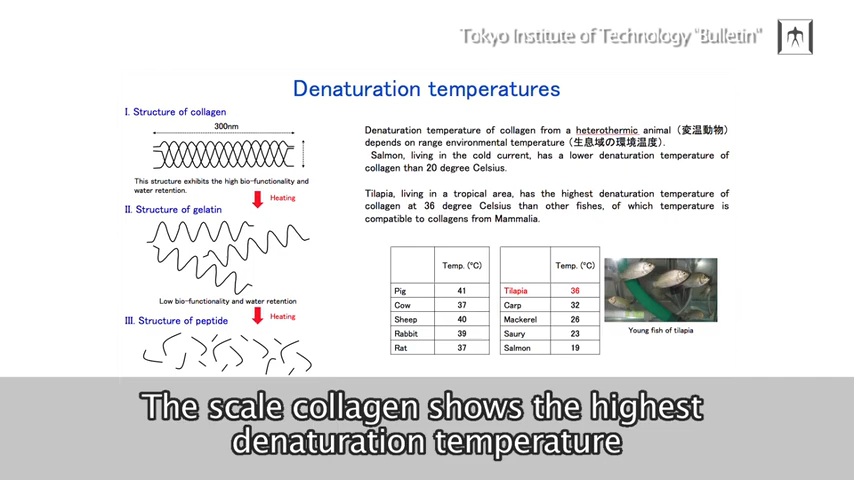 Tokyo Institute of Technology "Bulletin"
Denaturation temperatures
I. Structure of collagen
300nm
This structure exhibits the high bio-functionality and
water retention.
Heating
II. Structure of gelatin
Low bio-functionality and water retention
Heating
III. Structure of peptide
Denaturation temperature of collagen from a heterothermic animal (変温動物)
depends on range environmental temperature (生息域の環境温度).
Salmon, living in the cold current, has a lower denaturation temperature of
collagen than 20 degree Celsius.
Tilapia, living in a tropical area, has the highest denaturation temperature of
collagen at 36 degree Celsius than other fishes, of which temperature is
compatible to collagens from Mammalia.
Temp. (°C)
Pig 41
Cow 37
Sheep 40
Rabbit 39
Rat 37
Temp. (°C)
Tilapia 36
Carp 32
Mackerel 26
Saury 23
Salmon 19
Young fish of tilapia
The scale collagen shows the highest
denaturation temperature